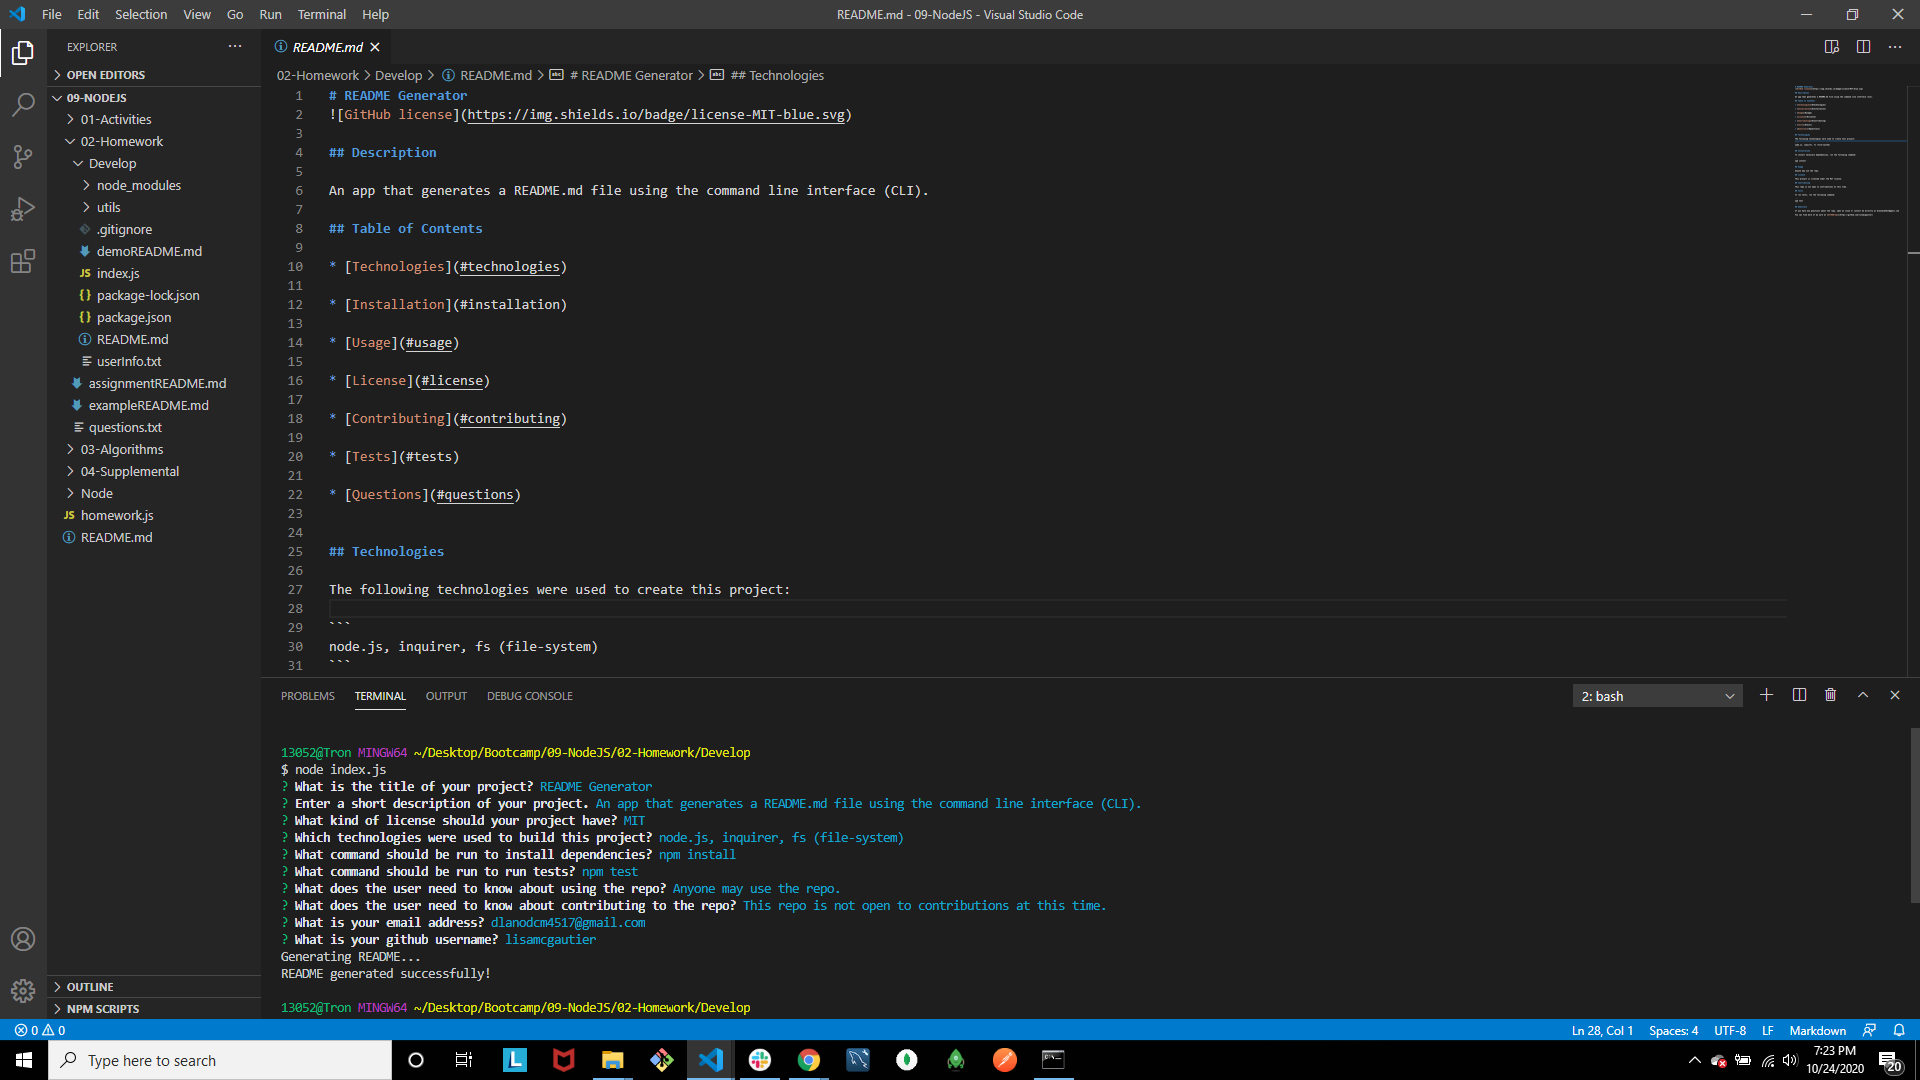 File Edit Selection View Go Run Terminal Help
README.md - 09-NodeJS - Visual Studio Code
EXPLORER
OPEN EDITORS
09-NODEJS
01-Activities
02-Homework
Develop
node_modules
utils
.gitignore
demoREADME.md
JS index.js
{} package-lock.json
{} package.json
README.md
userInfo.txt
assignmentREADME.md
exampleREADME.md
questions.txt
03-Algorithms
04-Supplemental
Node
JS homework.js
README.md
OUTLINE
NPM SCRIPTS
README.md
02-Homework > Develop > README.md > # README Generator > ## Technologies
1 # README Generator
2 ![GitHub license](https://img.shields.io/badge/license-MIT-blue.svg)
3
4 ## Description
5
6 An app that generates a README.md file using the command line interface (CLI).
7
8 ## Table of Contents
9
10 * [Technologies](#technologies)
11
12 * [Installation](#installation)
13
14 * [Usage](#usage)
15
16 * [License](#license)
17
18 * [Contributing](#contributing)
19
20 * [Tests](#tests)
21
22 * [Questions](#questions)
23
24
25 ## Technologies
26
27 The following technologies were used to create this project:
28
29 ```
30 node.js, inquirer, fs (file-system)
31 ```
PROBLEMS TERMINAL OUTPUT DEBUG CONSOLE
2: bash
13052@Tron MINGW64 ~/Desktop/Bootcamp/09-NodeJS/02-Homework/Develop
$ node index.js
? What is the title of your project? README Generator
? Enter a short description of your project. An app that generates a README.md file using the command line interface (CLI).
? What kind of license should your project have? MIT
? Which technologies were used to build this project? node.js, inquirer, fs (file-system)
? What command should be run to install dependencies? npm install
? What command should be run to run tests? npm test
? What does the user need to know about using the repo? Anyone may use the repo.
? What does the user need to know about contributing to the repo? This repo is not open to contributions at this time.
? What is your email address? dlanodcm4517@gmail.com
? What is your github username? lisamcgautier
Generating README...
README generated successfully!
13052@Tron MINGW64 ~/Desktop/Bootcamp/09-NodeJS/02-Homework/Develop
0 0
Ln 28, Col 1 Spaces: 4 UTF-8 LF Markdown
Type here to search
L
7:23 PM
10/24/2020
20